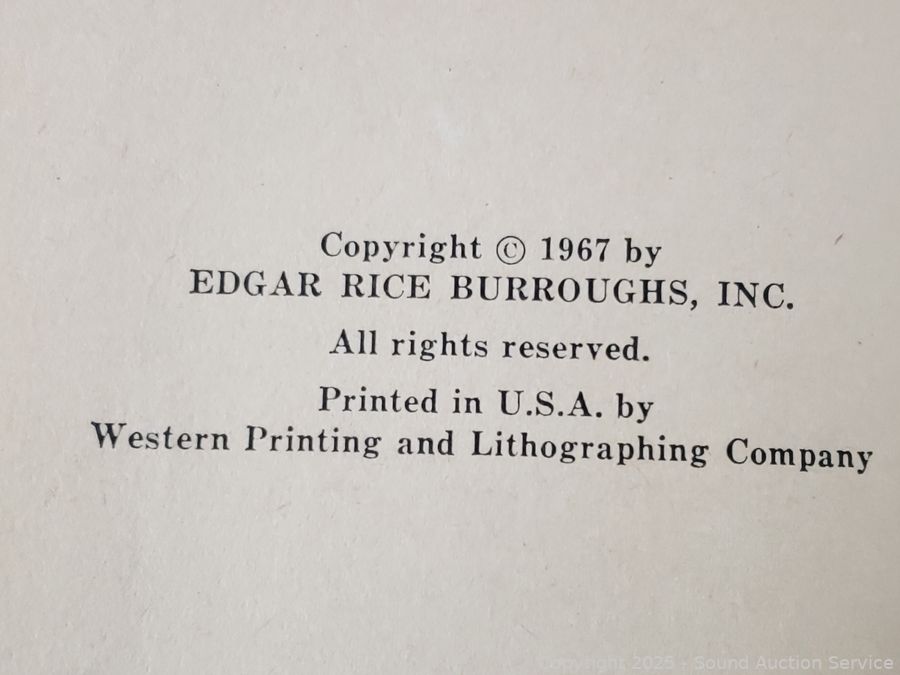 Copyright © 1967 by
EDGAR RICE BURROUGHS, INC.
All rights reserved.
Printed in U.S.A. by
Western Printing and Lithographing Company
Copyright 2025 - Sound Auction Service